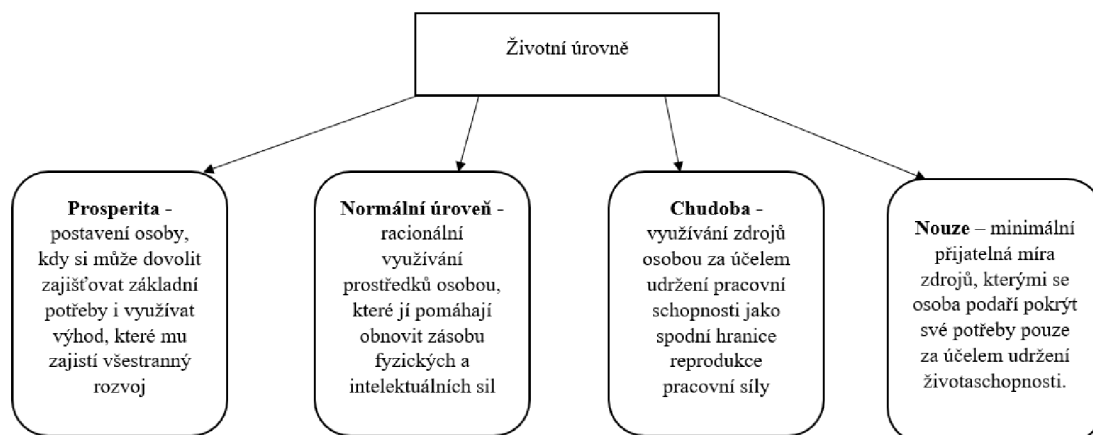 Životní úrovně
Prosperita -
postavení osoby,
kdy si může dovolit
zajišťovat základní
potřeby i využívat
výhod, které mu
zajistí všestranný
rozvoj
Normální úroveň -
racionální
využívání
prostředků osobou,
které jí pomáhají
obnovit zásobu
fyzických a
intelektuálních sil
Chudoba -
využívání zdrojů
osobou za účelem
udržení pracovní
schopnosti jako
spodní hranice
reprodukce
pracovní síly
Nouze – minimální
přijatelná míra
zdrojů, kterými se
osoba podaří pokrýt
své potřeby pouze
za účelem udržení
životaschopnosti.